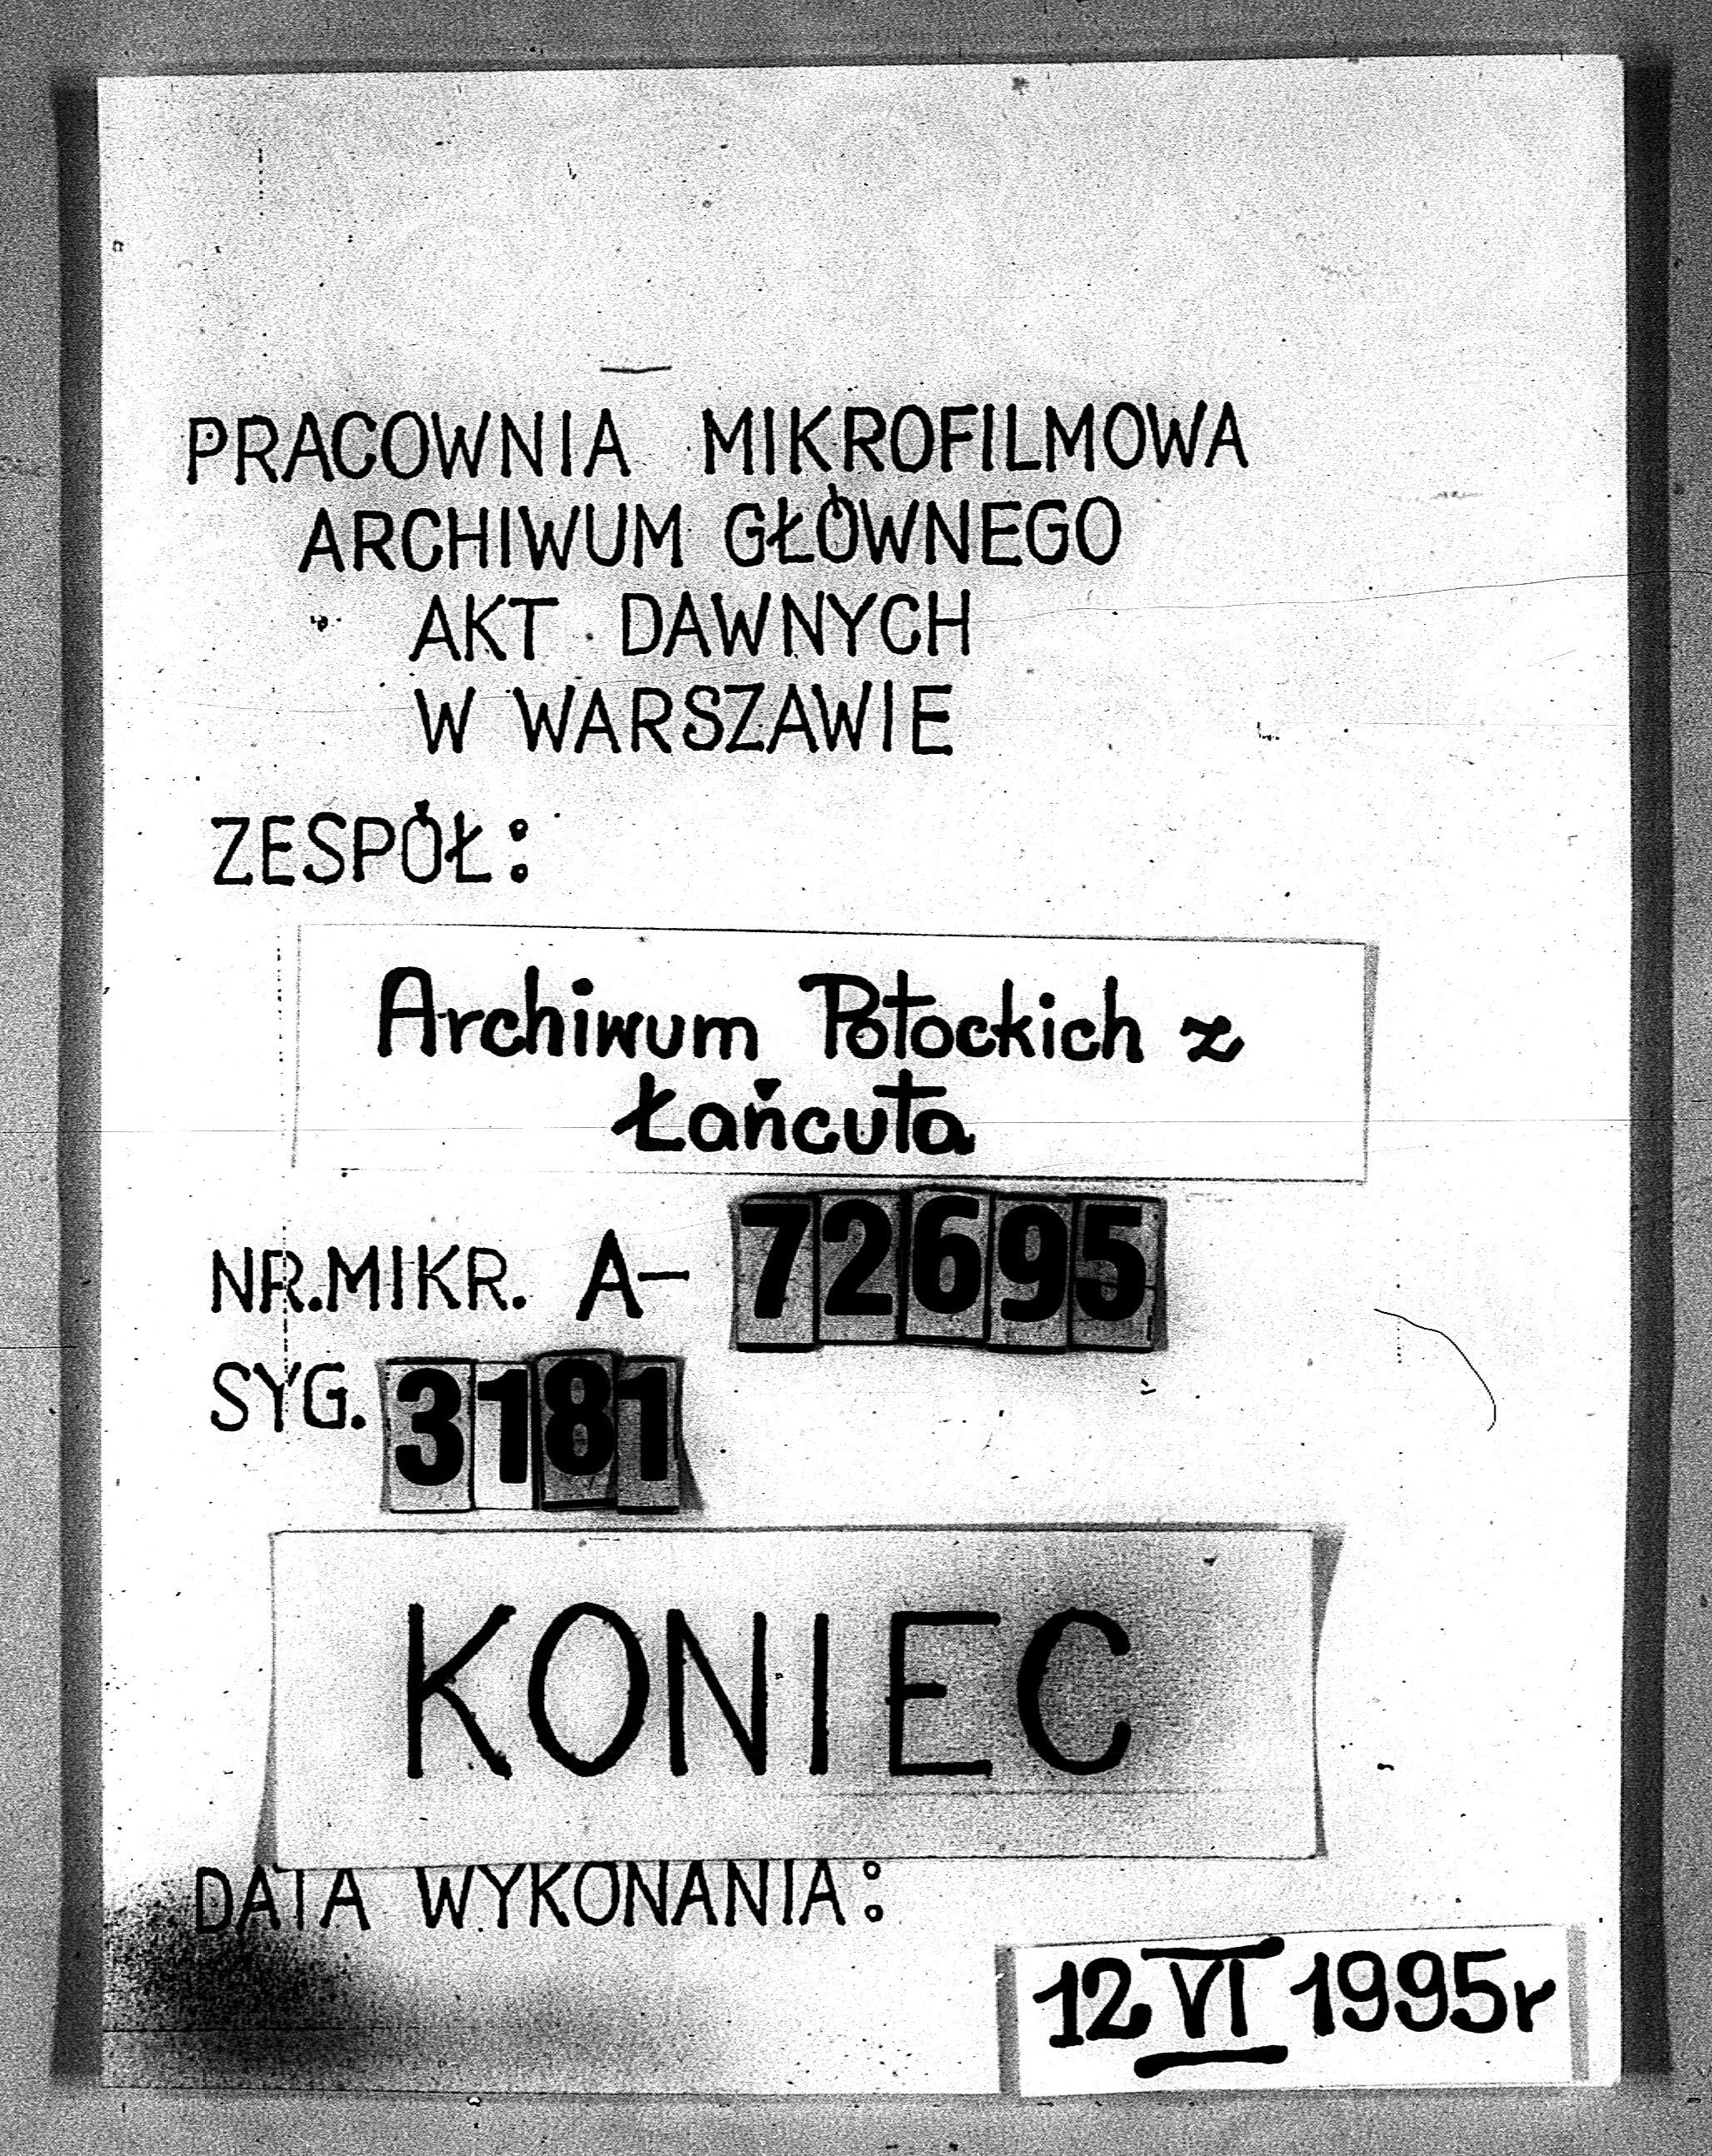 PRACOWNIA MIKROFILMOWA
ARCHIWUM GŁÓWNEGO
AKT DAWNYCH
W WARSZAWIE
ZESPÓŁ:
Archiwum Potockich z
Łańcuta
NR.MIKR. A- 72695
SYG. 3181
KONIEC
DATA WYKONANIA:
12 VI 1995r